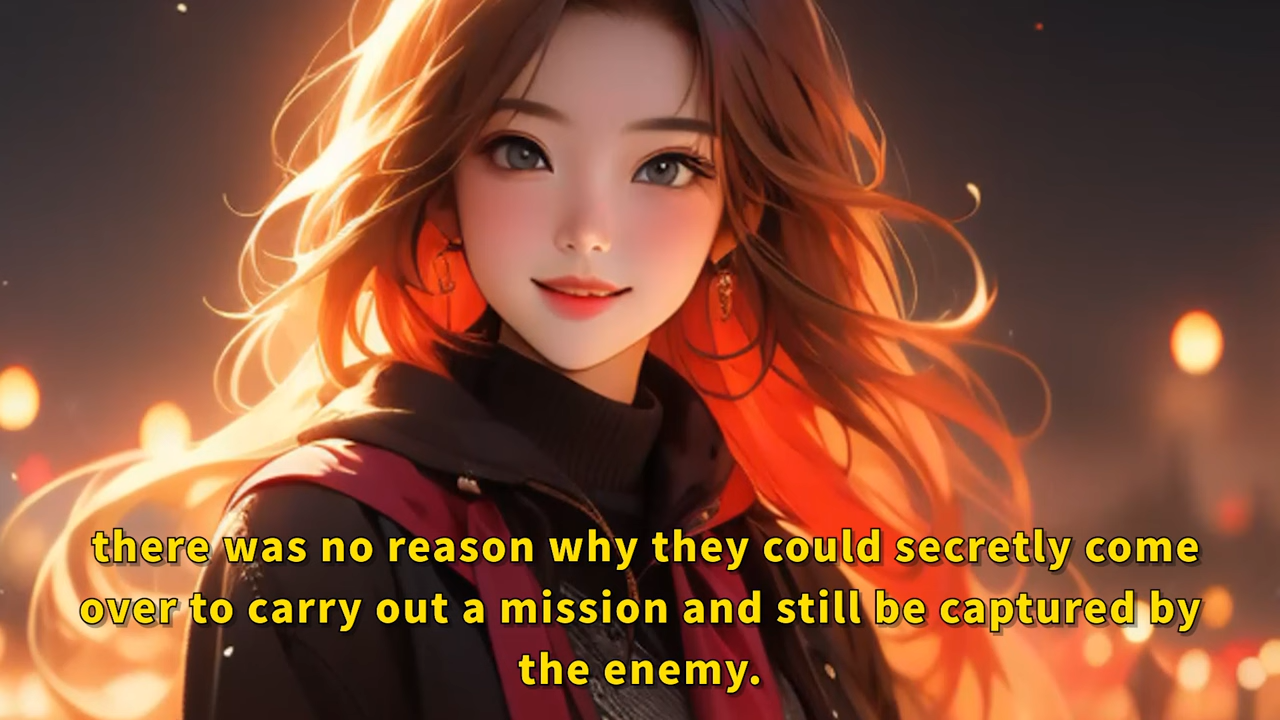 there was no reason why they could secretly come
over to carry out a mission and still be captured by
the enemy.